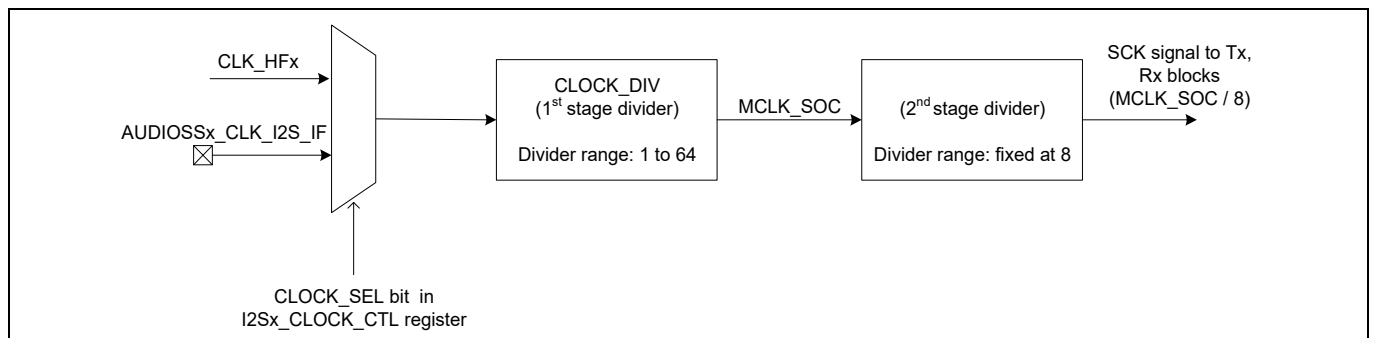 CLK_HFx
AUDIOSSx_CLK_I2S_IF
CLOCK_SEL bit in
I2Sx_CLOCK_CTL register
CLOCK_DIV
(1st stage divider)
Divider range: 1 to 64
MCLK_SOC
(2nd stage divider)
Divider range: fixed at 8
SCK signal to Tx,
Rx blocks
(MCLK_SOC / 8)